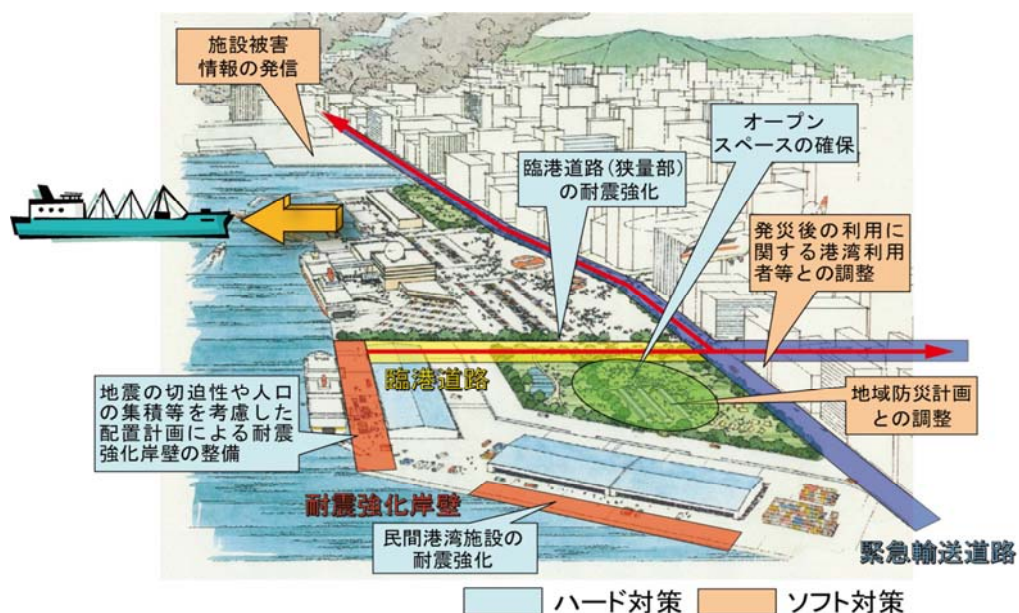 施設被害
情報の発信
オープン
スペースの確保
臨港道路(狭量部)
の耐震強化
発災後の利用に
関する港湾利用
者等との調整
臨港道路
地震の切迫性や人口
の集積等を考慮した
配置計画による耐震
強化岸壁の整備
地域防災計画
との調整
耐震強化岸壁
民間港湾施設の
耐震強化
緊急輸送道路
ハード対策
ソフト対策